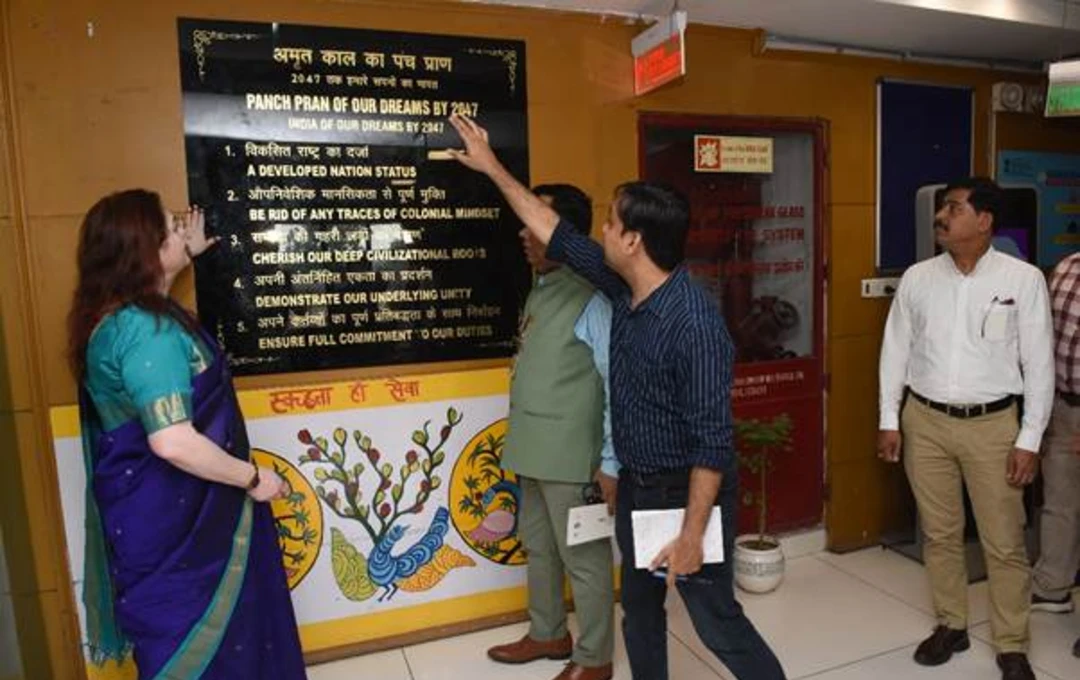 अमृत काल का पंच प्राण
2047 तक हमारे सपनों का भारत
PANCH PRAN OF OUR DREAMS BY 2047
INDIA OF OUR DREAMS BY 2047
1. विकसित राष्ट्र का दर्जा
A DEVELOPED NATION STATUS
2. औपनिवेशिक मानसिकता से पूर्ण मुक्ति
BE RID OF ANY TRACES OF COLONIAL MINDSET
3. की गहरी
CHERISH OUR DEEP CIVILIZATIONAL ROOTS
4. अपनी अंतर्निहित एकता का प्रदर्शन
DEMONSTRATE OUR UNDERLYING UNITY
5. अपने कर्तव्यों का पूर्ण प्रतिबद्धता के साथ निर्वहन
ENSURE FULL COMMITMENT TO OUR DUTIES
स्वच्छता ही सेवा
SYSTEM